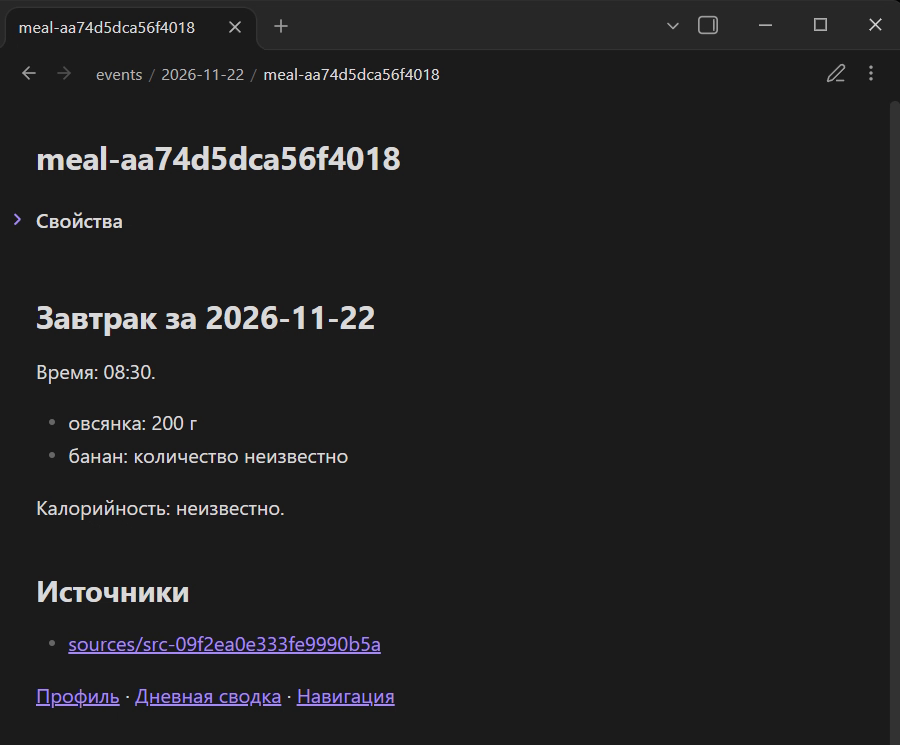 meal-aa74d5dca56f4018
events / 2026-11-22 / meal-aa74d5dca56f4018
meal-aa74d5dca56f4018
Свойства
Завтрак за 2026-11-22
Время: 08:30.
овсянка: 200 г
банан: количество неизвестно
Калорийность: неизвестно.
Источники
sources/src-09f2ea0e333fe9990b5a
Профиль · Дневная сводка · Навигация